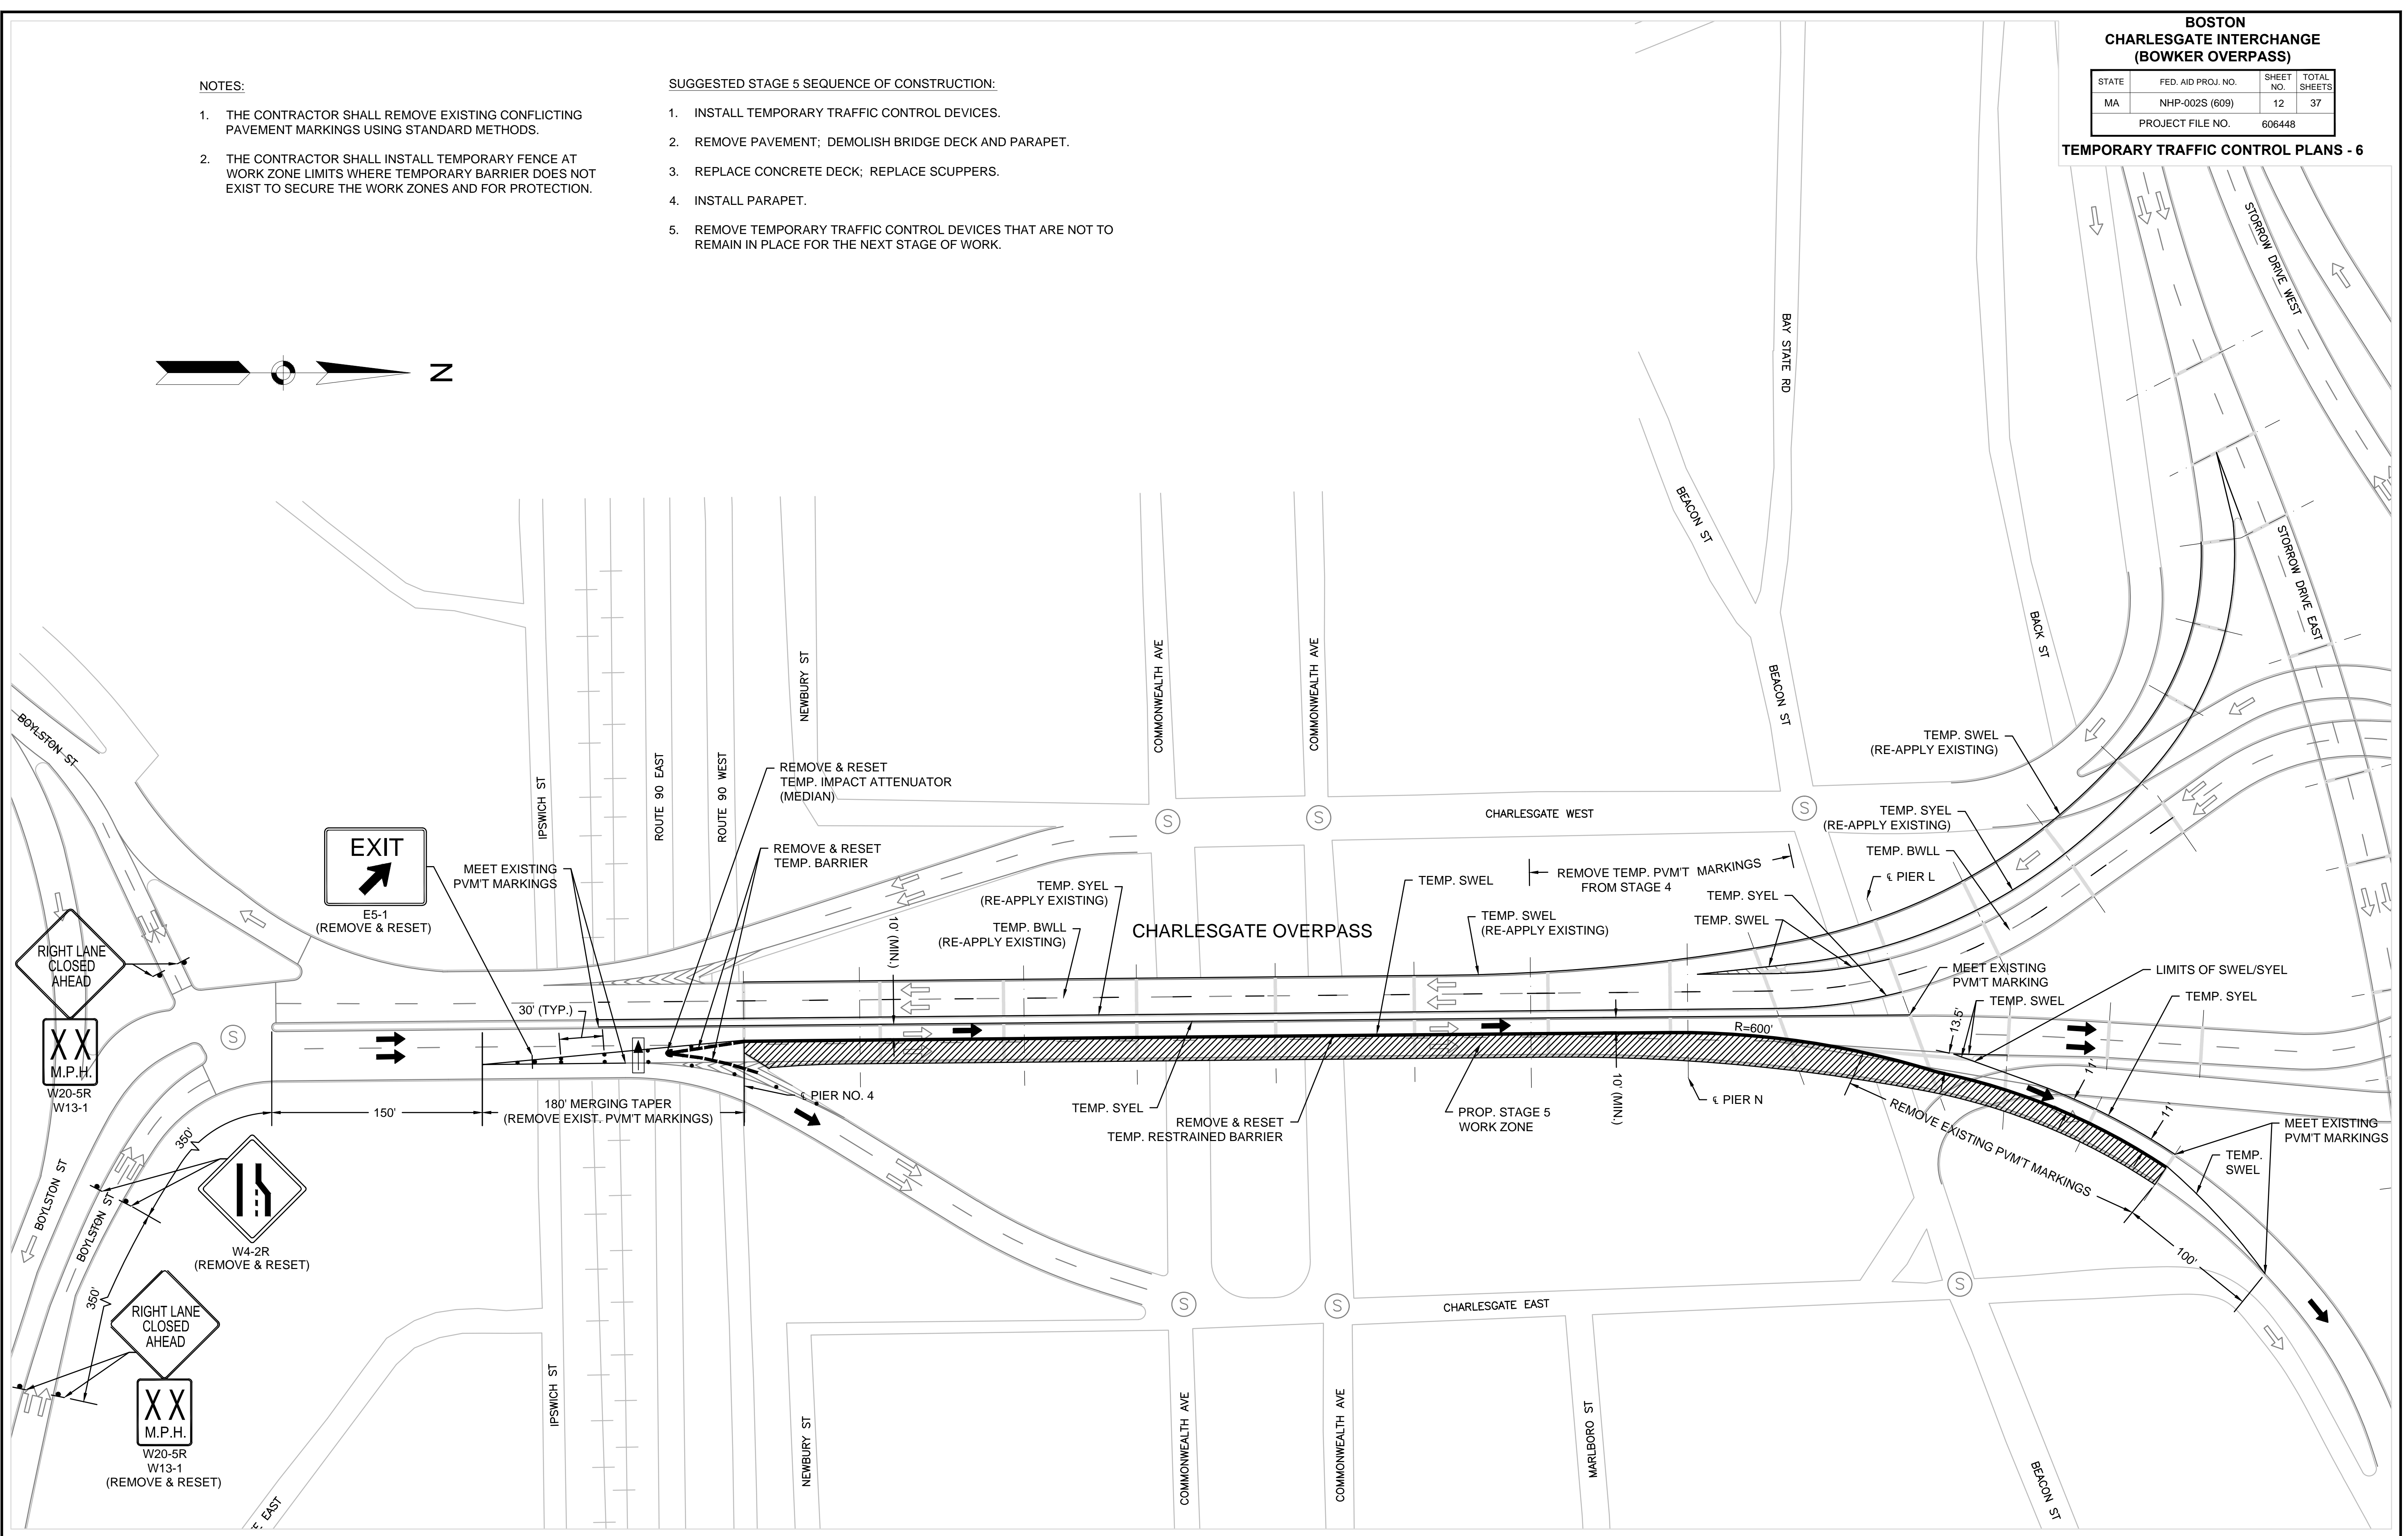 BOSTON
CHARLESGATE INTERCHANGE
(BOWKER OVERPASS)
STATE FED. AID PROJ. NO. SHEET NO. TOTAL SHEETS
MA NHP-002S (609) 12 37
PROJECT FILE NO. 606448
TEMPORARY TRAFFIC CONTROL PLANS - 6
NOTES:
1. THE CONTRACTOR SHALL REMOVE EXISTING CONFLICTING
PAVEMENT MARKINGS USING STANDARD METHODS.
2. THE CONTRACTOR SHALL INSTALL TEMPORARY FENCE AT
WORK ZONE LIMITS WHERE TEMPORARY BARRIER DOES NOT
EXIST TO SECURE THE WORK ZONES AND FOR PROTECTION.
SUGGESTED STAGE 5 SEQUENCE OF CONSTRUCTION:
1. INSTALL TEMPORARY TRAFFIC CONTROL DEVICES.
2. REMOVE PAVEMENT; DEMOLISH BRIDGE DECK AND PARAPET.
3. REPLACE CONCRETE DECK; REPLACE SCUPPERS.
4. INSTALL PARAPET.
5. REMOVE TEMPORARY TRAFFIC CONTROL DEVICES THAT ARE NOT TO
REMAIN IN PLACE FOR THE NEXT STAGE OF WORK.
N
STORROW DRIVE WEST
BAY STATE RD
BEACON ST
STORROW DRIVE EAST
BACK ST
BEACON ST
COMMONWEALTH AVE
COMMONWEALTH AVE
NEWBURY ST
ROUTE 90 WEST
ROUTE 90 EAST
IPSWICH ST
BOYLSTON ST
REMOVE & RESET
TEMP. IMPACT ATTENUATOR
(MEDIAN)
REMOVE & RESET
TEMP. BARRIER
MEET EXISTING
PVM'T MARKINGS
EXIT
E5-1
(REMOVE & RESET)
RIGHT LANE
CLOSED
AHEAD
X X
M.P.H.
W20-5R
W13-1
S
S
S
S
CHARLESGATE WEST
TEMP. SWEL
(RE-APPLY EXISTING)
TEMP. SYEL
(RE-APPLY EXISTING)
TEMP. BWLL
℄ PIER L
REMOVE TEMP. PVM'T MARKINGS
FROM STAGE 4
TEMP. SWEL
TEMP. SYEL
(RE-APPLY EXISTING)
TEMP. BWLL
(RE-APPLY EXISTING)
10' (MIN.)
CHARLESGATE OVERPASS
TEMP. SWEL
(RE-APPLY EXISTING)
TEMP. SYEL
TEMP. SWEL
MEET EXISTING
PVM'T MARKING
LIMITS OF SWEL/SYEL
TEMP. SWEL
TEMP. SYEL
13.5'
R=600'
11'
11'
30' (TYP.)
150'
180' MERGING TAPER
(REMOVE EXIST. PVM'T MARKINGS)
℄ PIER NO. 4
TEMP. SYEL
REMOVE & RESET
TEMP. RESTRAINED BARRIER
PROP. STAGE 5
WORK ZONE
10' (MIN.)
℄ PIER N
REMOVE EXISTING PVM'T MARKINGS
MEET EXISTING
PVM'T MARKINGS
TEMP.
SWEL
100'
350'
350'
W4-2R
(REMOVE & RESET)
BOYLSTON ST
BOYLSTON ST
RIGHT LANE
CLOSED
AHEAD
X X
M.P.H.
W20-5R
W13-1
(REMOVE & RESET)
S
S
S
CHARLESGATE EAST
IPSWICH ST
NEWBURY ST
COMMONWEALTH AVE
COMMONWEALTH AVE
MARLBORO ST
BEACON ST
EAST